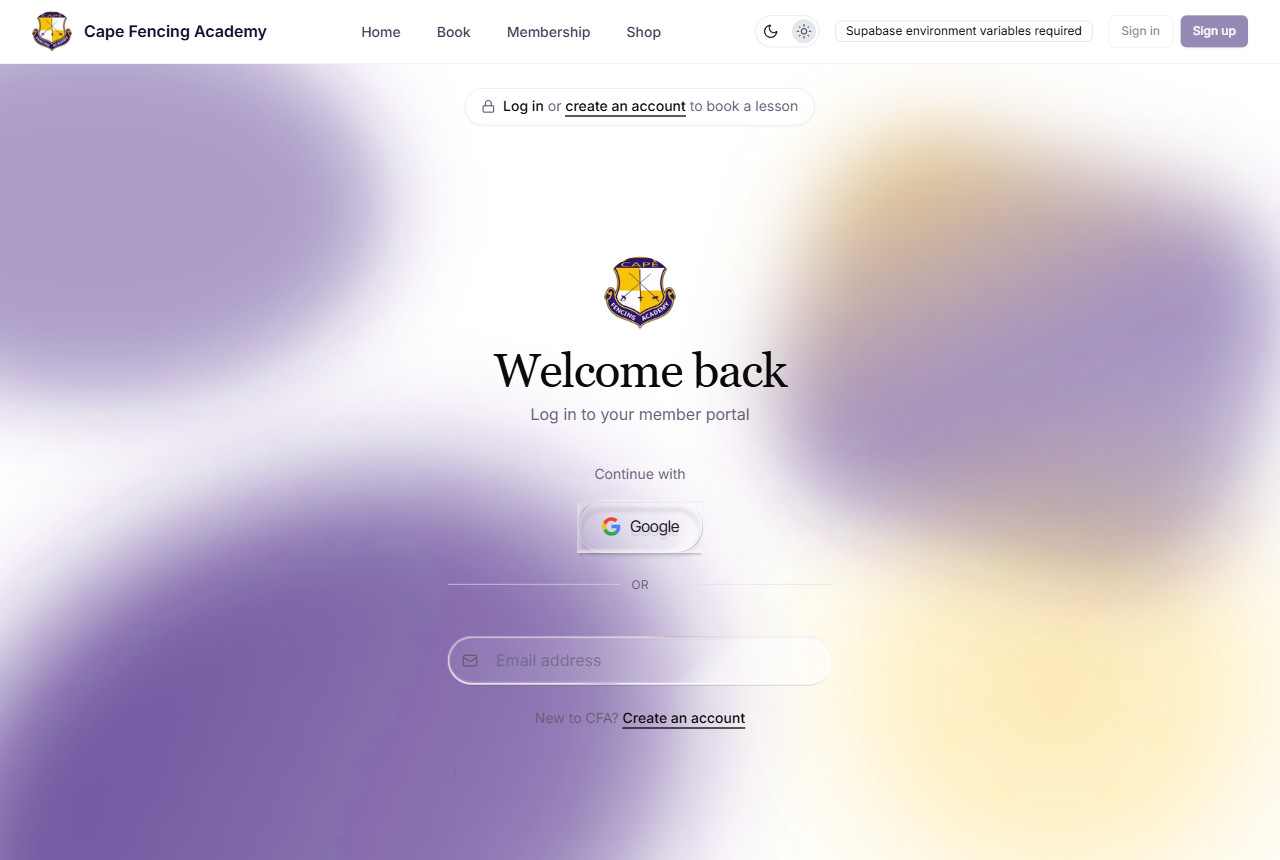 Cape Fencing Academy
Home
Book
Membership
Shop
Supabase environment variables required
Sign in
Sign up
Log in or create an account to book a lesson
CAPE
FENCING ACADEMY
Welcome back
Log in to your member portal
Continue with
Google
OR
Email address
New to CFA? Create an account